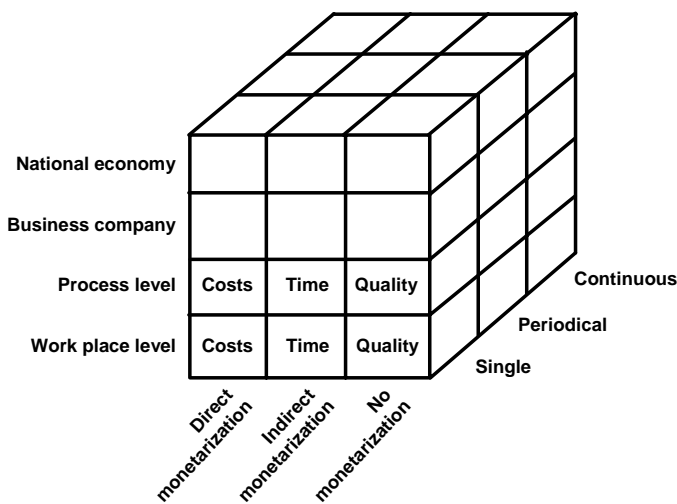 National economy
Business company
Process level
Costs
Time
Quality
Work place level
Costs
Time
Quality
Continuous
Periodical
Single
Direct
monetarization
Indirect
monetarization
No
monetarization